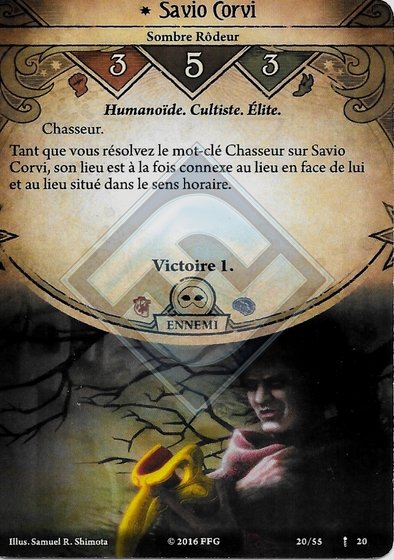 Savio Corvi
Sombre Rôdeur
3 5 3
Humanoïde. Cultiste. Élite.
Chasseur.
Tant que vous résolvez le mot-clé Chasseur sur Savio
Corvi, son lieu est à la fois connexe au lieu en face de lui
et au lieu situé dans le sens horaire.
Victoire 1.
ENNEMI
Illus. Samuel R. Shimota © 2016 FFG 20/55 20